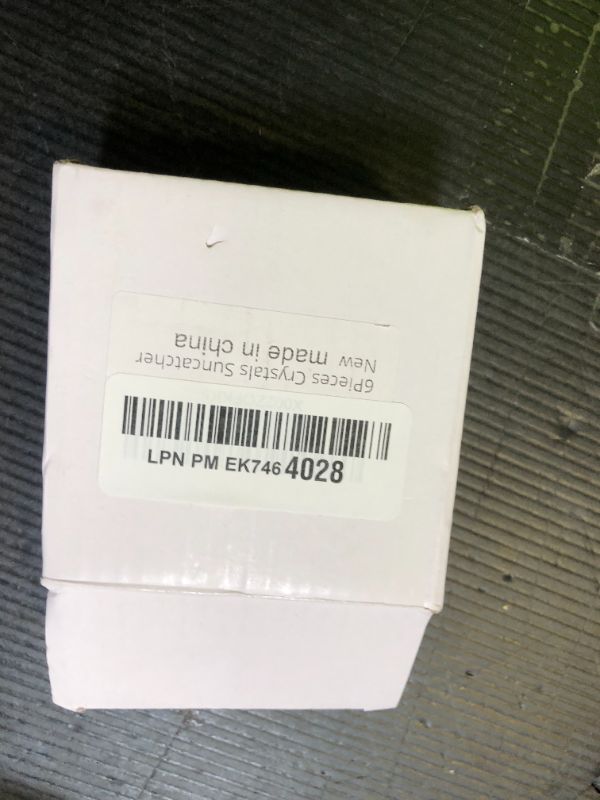 6Pieces Crystals Suncatcher
New made in china
LPN PM EK746 4028